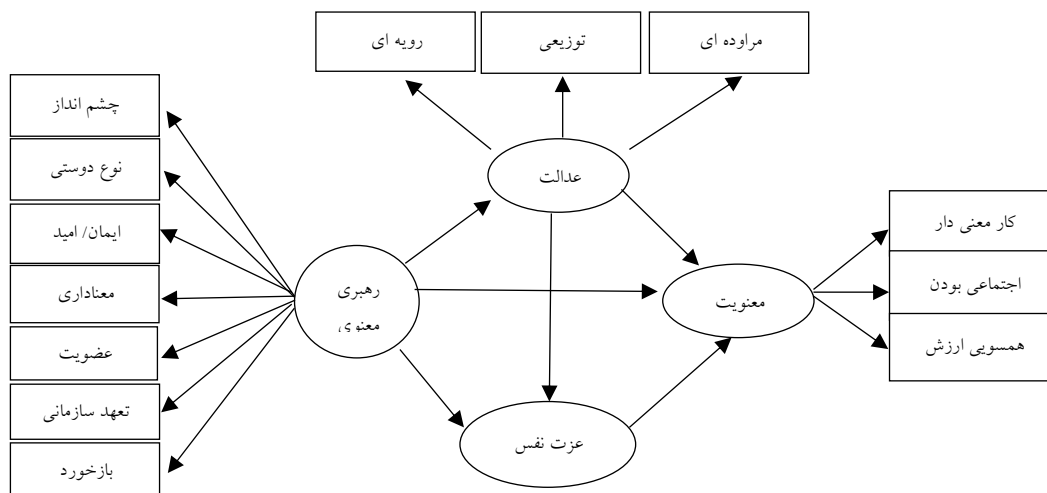 مراوده ای
توزیعی
رویه ای
چشم انداز
نوع دوستی
ایمان/ امید
معناداری
عضویت
تعهد سازمانی
بازخورد
عدالت
رهبری
معنوی
معنویت
عزت نفس
کار معنی دار
اجتماعی بودن
همسویی ارزش